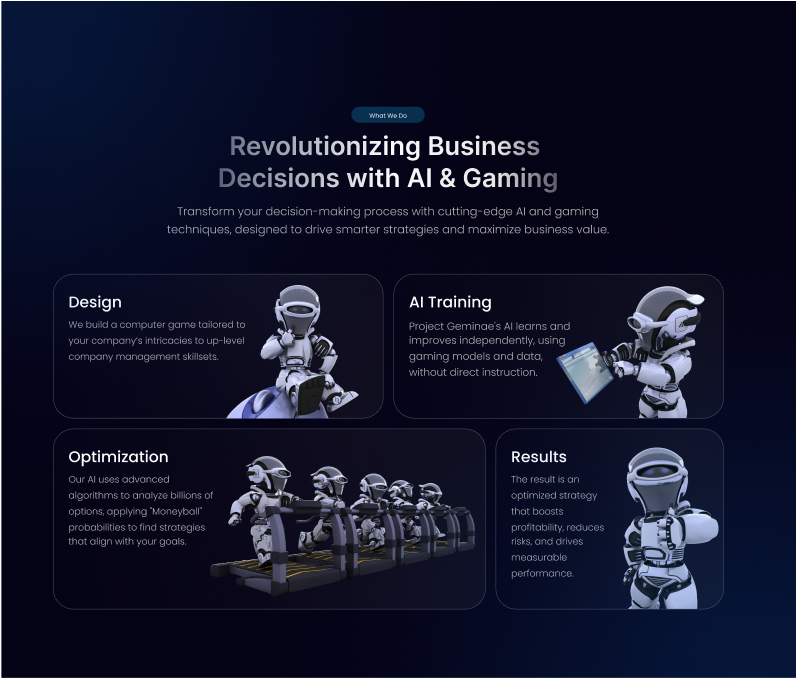 What We Do
Revolutionizing Business
Decisions with AI & Gaming
Transform your decision-making process with cutting-edge AI and gaming
techniques, designed to drive smarter strategies and maximize business value.
Design
We build a computer game tailored to
your company's intricacies to up-level
company management skillsets.
AI Training
Project Geminae's AI learns and
improves independently, using
gaming models and data,
without direct instruction.
Optimization
Our AI uses advanced
algorithms to analyze billions of
options, applying "Moneyball"
probabilities to find strategies
that align with your goals.
Results
The result is an
optimized strategy
that boosts
profitability, reduces
risks, and drives
measurable
performance.